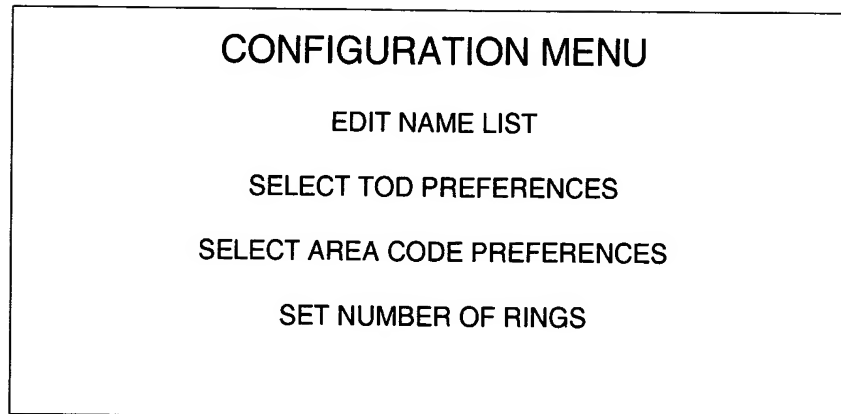 CONFIGURATION MENU
EDIT NAME LIST
SELECT TOD PREFERENCES
SELECT AREA CODE PREFERENCES
SET NUMBER OF RINGS